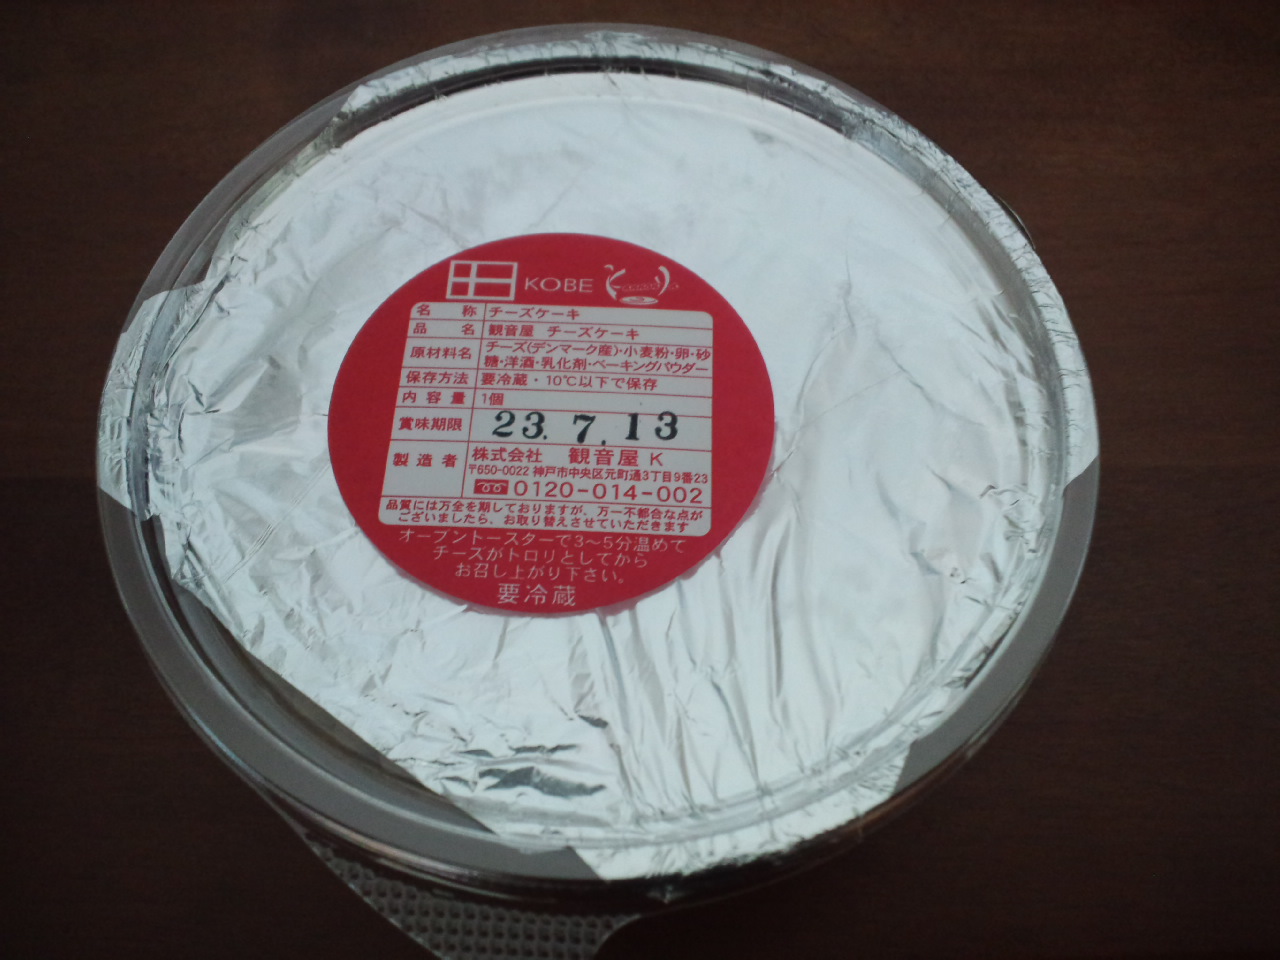 KOBE
名称 チーズケーキ
品名 観音屋 チーズケーキ
原材料名 チーズ(デンマーク産)・小麦粉・卵・砂
糖・洋酒・乳化剤・ベーキングパウダー
保存方法 要冷蔵・10℃以下で保存
内容量 1個
賞味期限 23.7.13
製造者 株式会社 観音屋 K
〒650-0022 神戸市中央区元町通3丁目9番23
0120-014-002
品質には万全を期しておりますが、万一不都合な点が
ございましたら、お取り替えさせていただきます
オーブントースターで3〜5分温めて
チーズがトロリとしてから
お召し上がり下さい。
要冷蔵